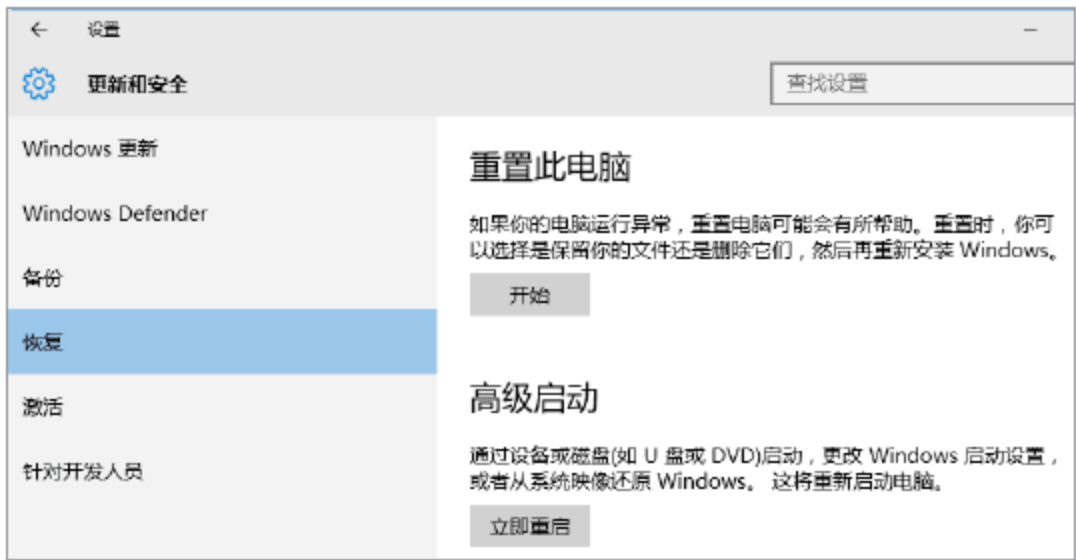 设置
更新和安全
查找设置
Windows 更新
Windows Defender
备份
恢复
激活
针对开发人员
重置此电脑
如果你的电脑运行异常，重置电脑可能会有所帮助。重置时，你可
以选择是保留你的文件还是删除它们，然后再重新安装 Windows。
开始
高级启动
通过设备或磁盘(如 U 盘或 DVD)启动，更改 Windows 启动设置，
或者从系统映像还原 Windows。 这将重新启动电脑。
立即重启